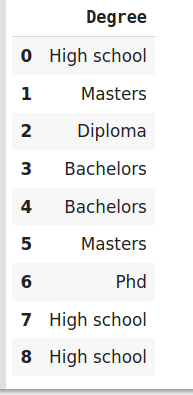 Degree
0 High school
1 Masters
2 Diploma
3 Bachelors
4 Bachelors
5 Masters
6 Phd
7 High school
8 High school